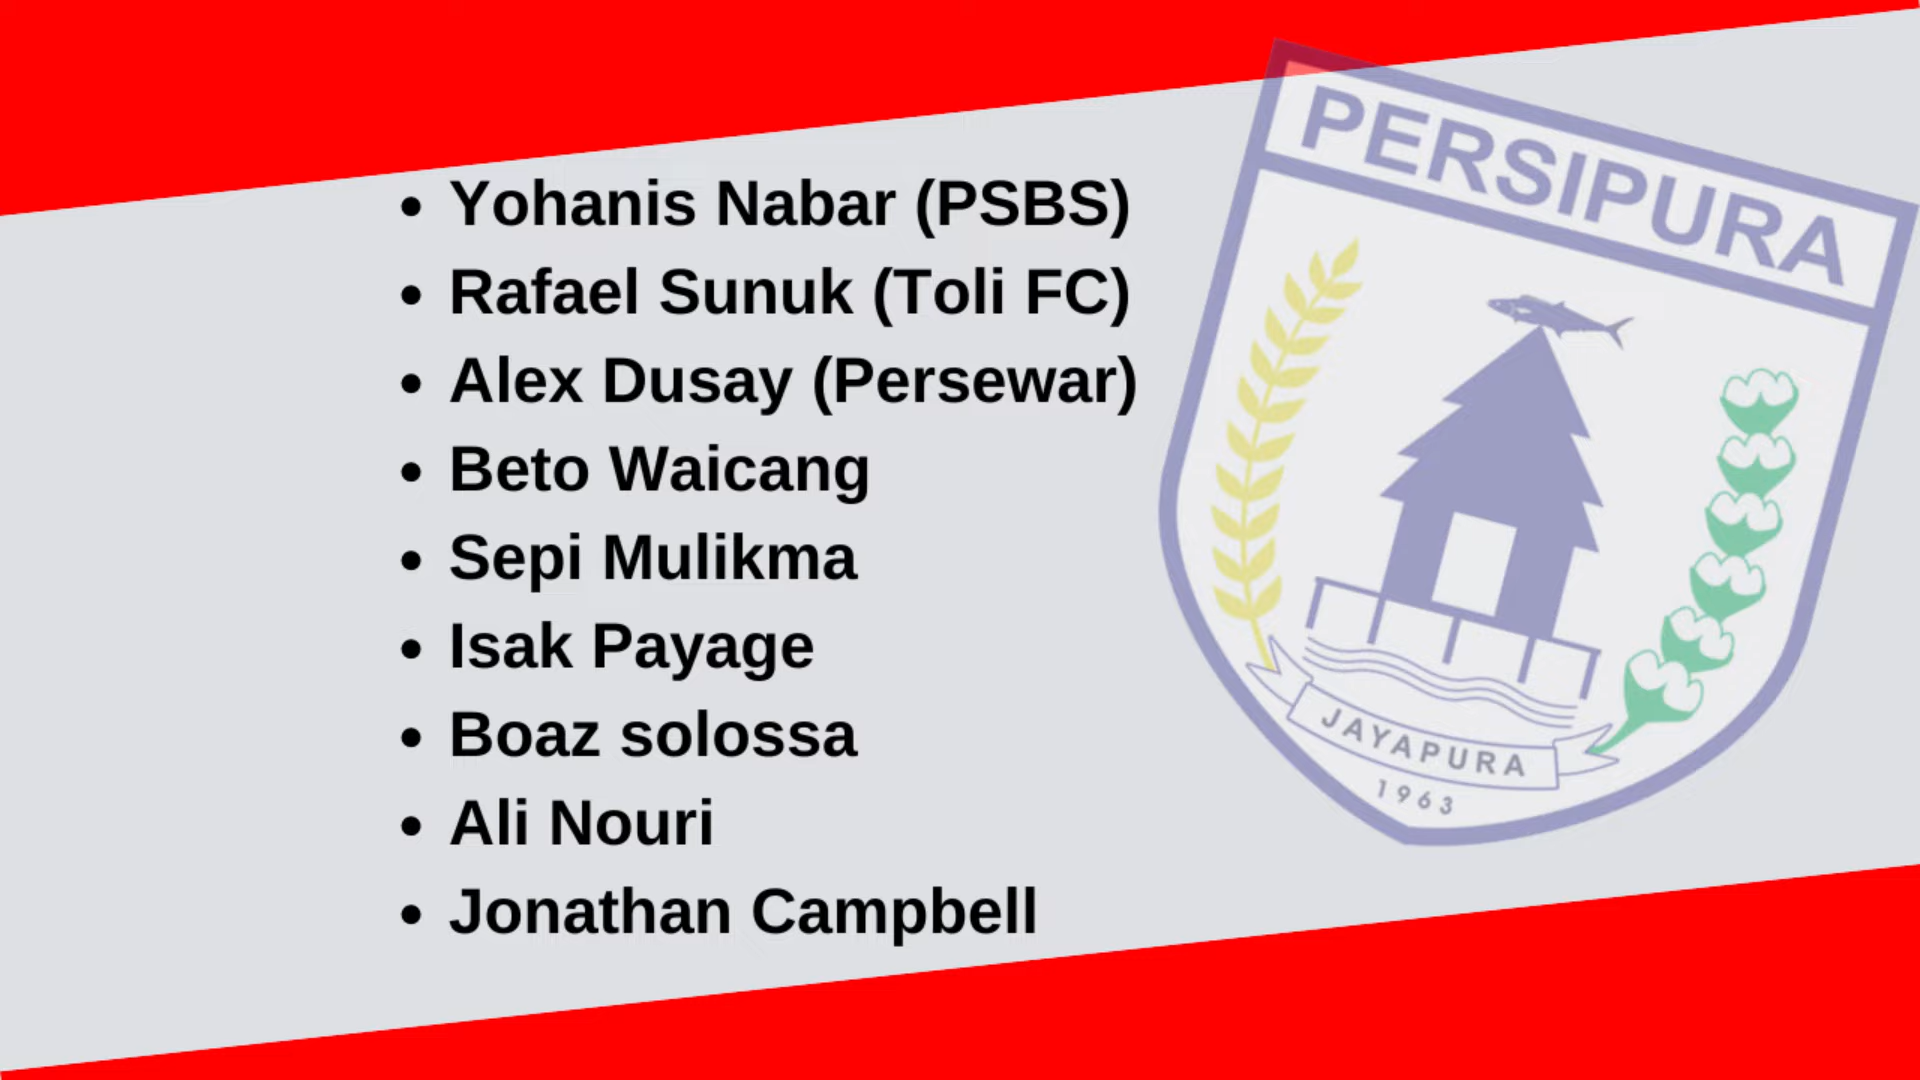 PERSIPURA
• Yohanis Nabar (PSBS)
• Rafael Sunuk (Toli FC)
• Alex Dusay (Persewar)
• Beto Waicang
• Sepi Mulikma
• Isak Payage
• Boaz solossa
• Ali Nouri
• Jonathan Campbell
JAYAPURA
1963